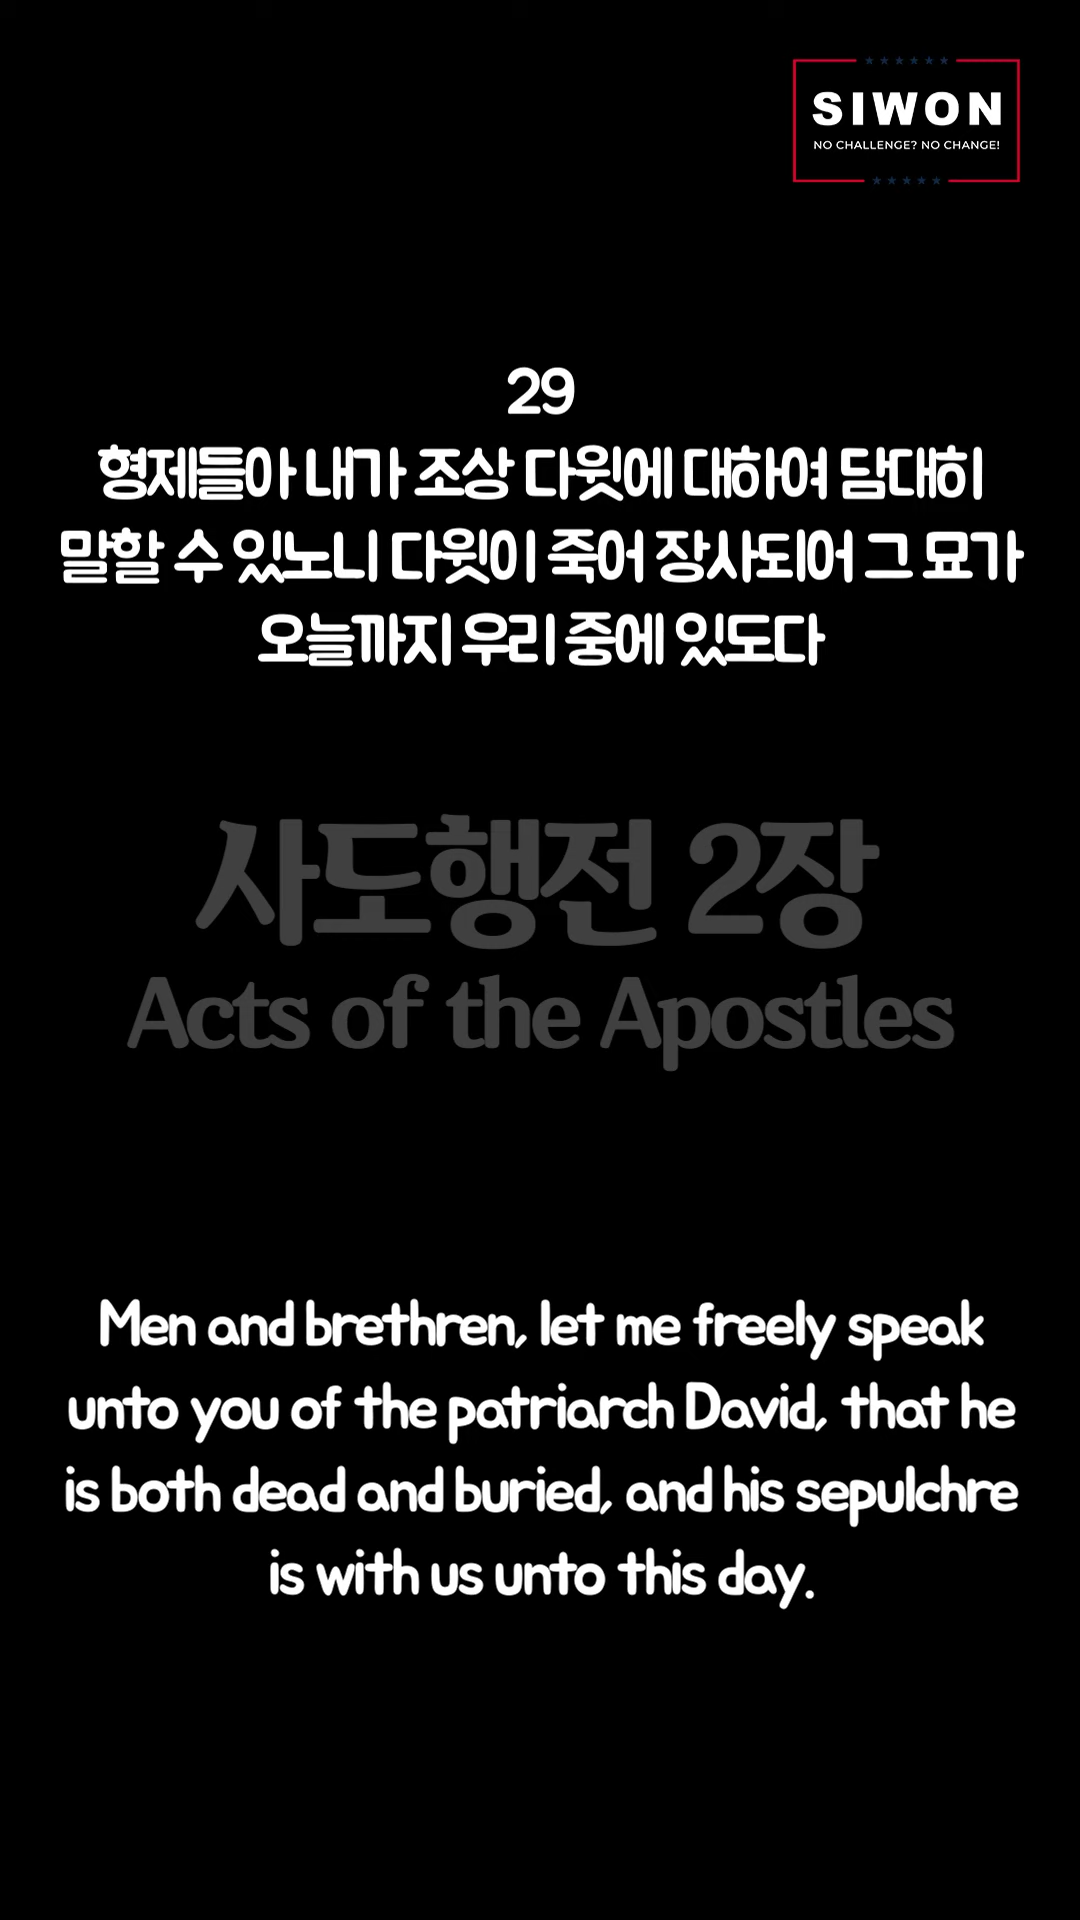 SIWON
NO CHALLENGE? NO CHANGE!
29
형제들아 내가 조상 다윗에 대하여 담대히
말할 수 있노니 다윗이 죽어 장사되어 그 묘가
오늘까지 우리 중에 있도다
사도행전 2장
Acts of the Apostles
Men and brethren, let me freely speak
unto you of the patriarch David, that he
is both dead and buried, and his sepulchre
is with us unto this day.